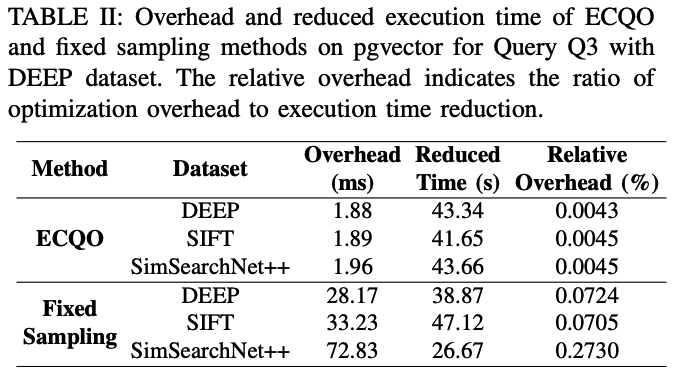 TABLE II: Overhead and reduced execution time of ECQO
and fixed sampling methods on pgvector for Query Q3 with
DEEP dataset. The relative overhead indicates the ratio of
optimization overhead to execution time reduction.
Method Dataset Overhead (ms) Reduced Time (s) Relative Overhead (%)
ECQO DEEP 1.88 43.34 0.0043
SIFT 1.89 41.65 0.0045
SimSearchNet++ 1.96 43.66 0.0045
Fixed Sampling DEEP 28.17 38.87 0.0724
SIFT 33.23 47.12 0.0705
SimSearchNet++ 72.83 26.67 0.2730